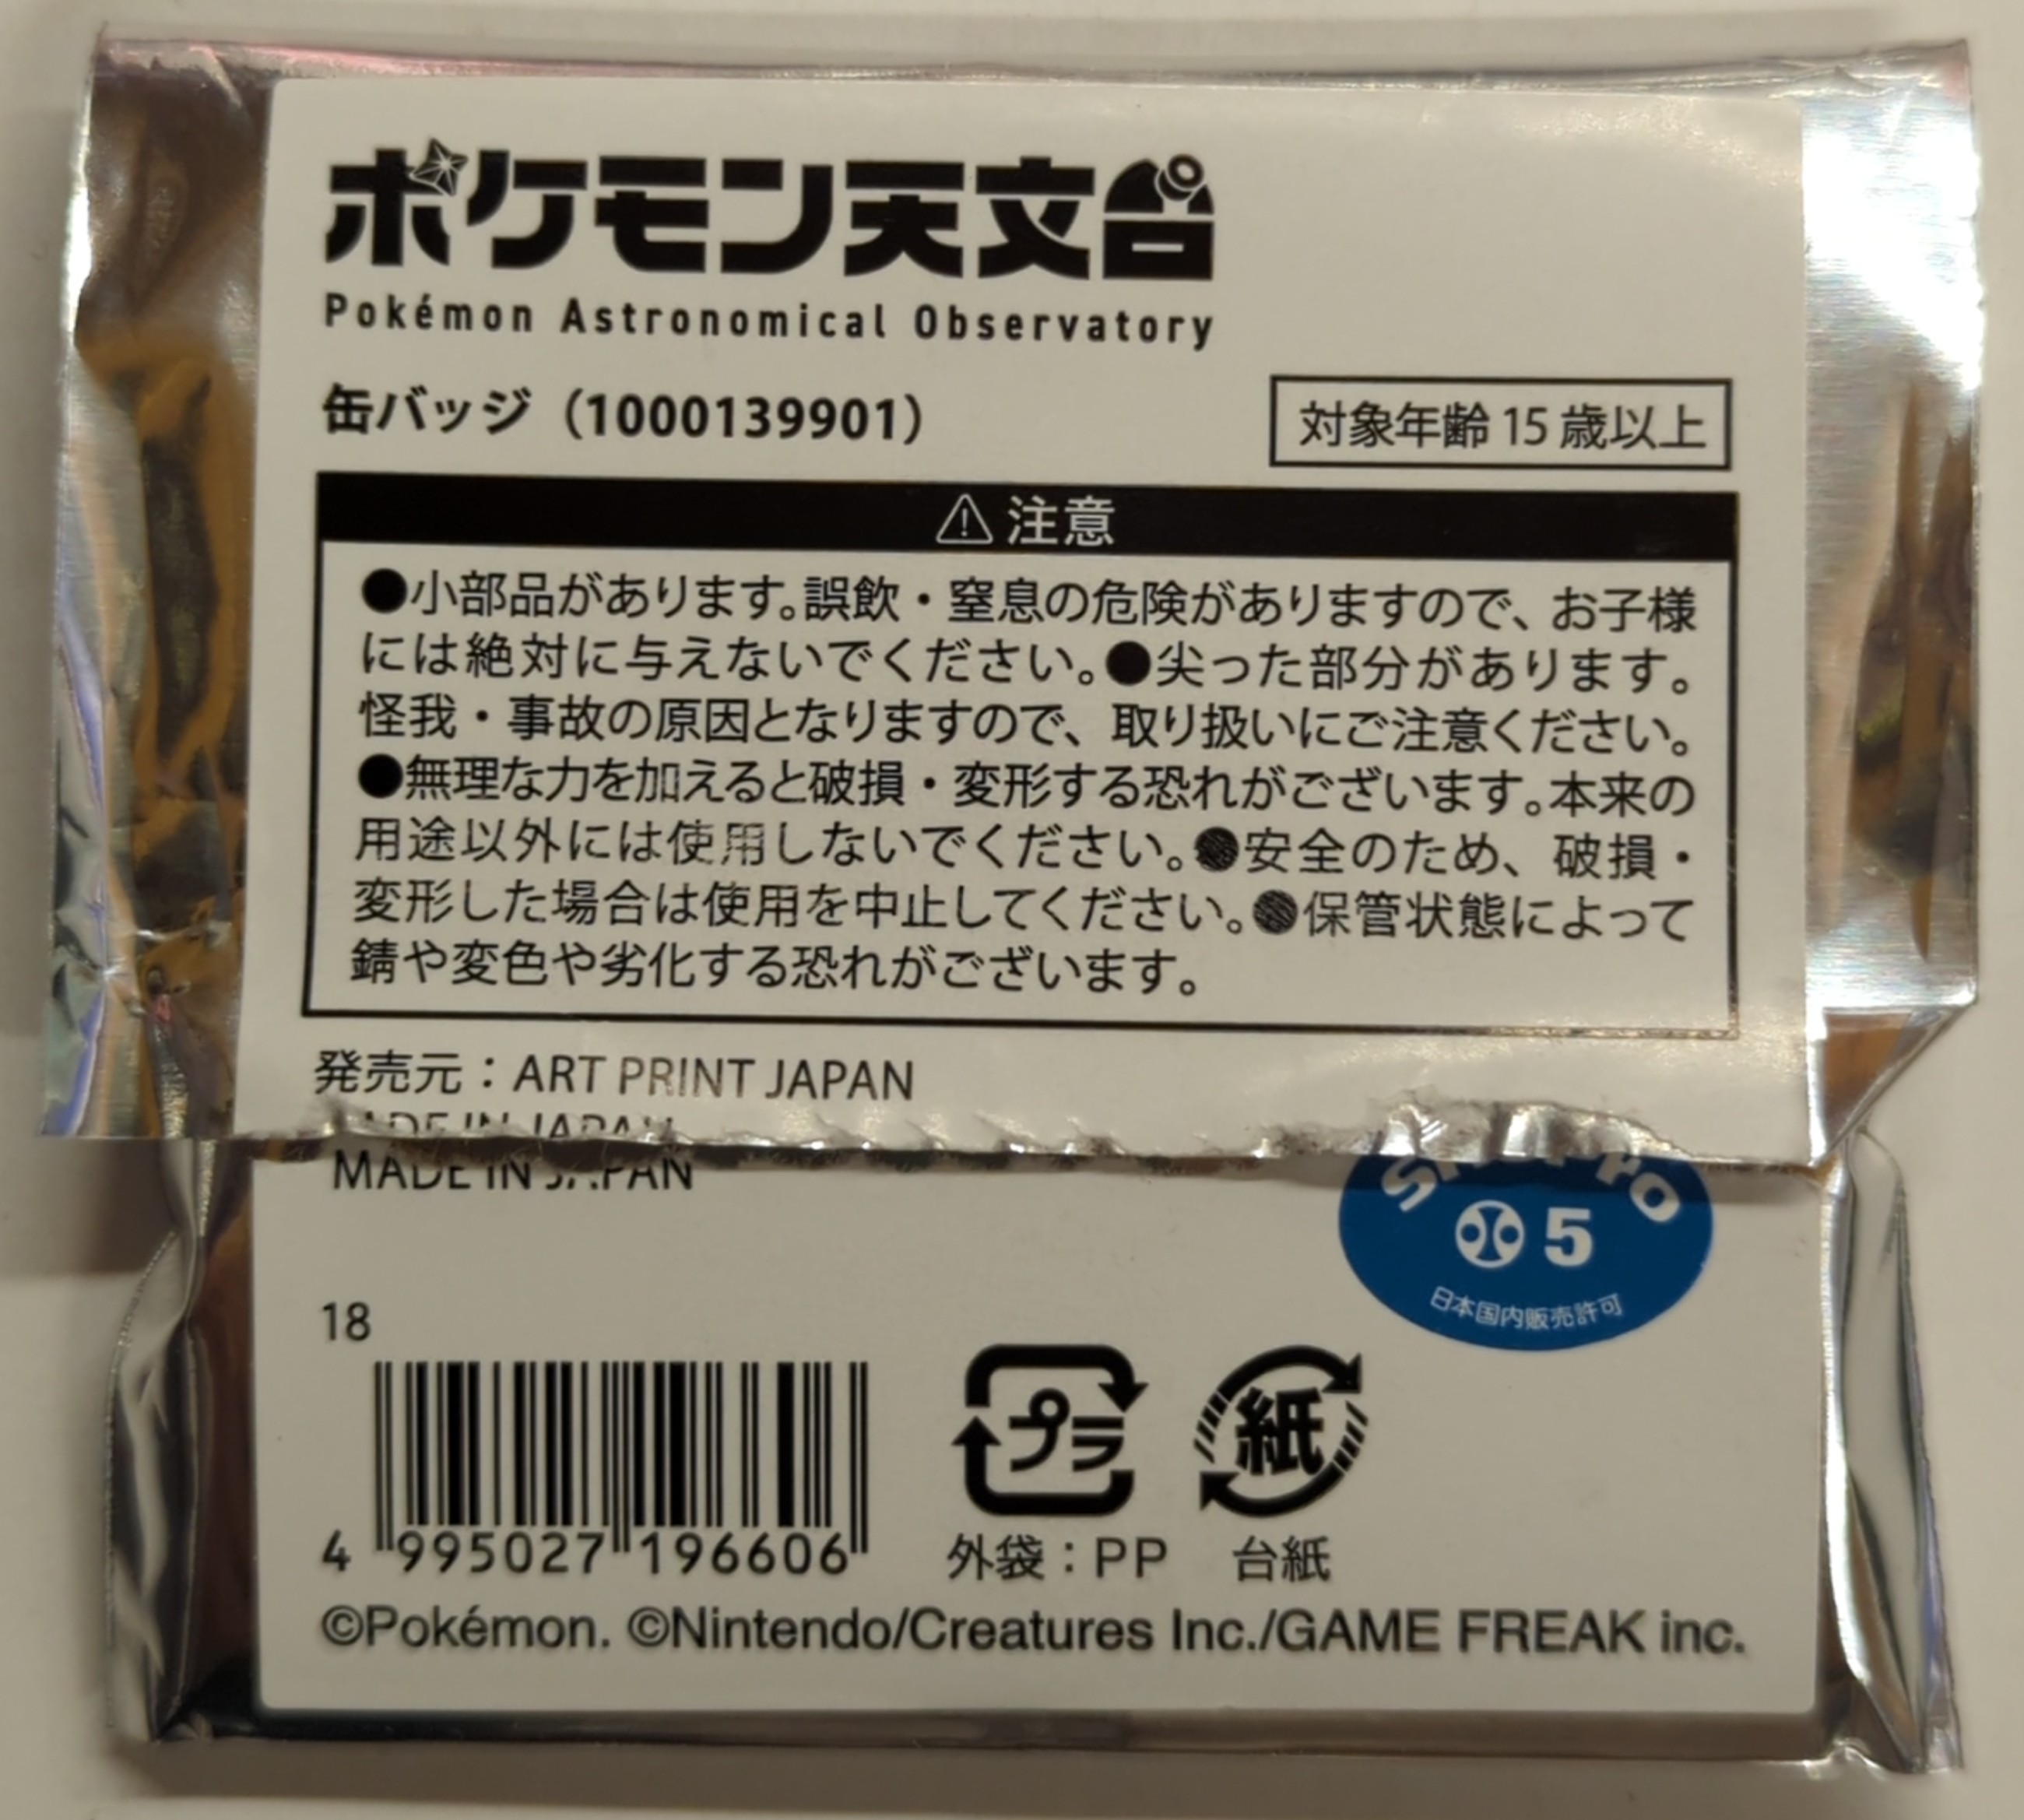 ポケモン天文台
Pokémon Astronomical Observatory
缶バッジ（1000139901）
対象年齢 15 歳以上
⚠注意
●小部品があります。誤飲・窒息の危険がありますので、お子様
には絶対に与えないでください。●尖った部分があります。
怪我・事故の原因となりますので、取り扱いにご注意ください。
●無理な力を加えると破損・変形する恐れがございます。本来の
用途以外には使用しないでください。●安全のため、破損・
変形した場合は使用を中止してください。●保管状態によって
錆や変色や劣化する恐れがございます。
発売元：ART PRINT JAPAN
MADE IN JAPAN
MADE IN JAPAN
5
日本国内販売許可
18
4 995027 196606
プラ
紙
外袋：PP
台紙
©Pokémon. ©Nintendo/Creatures Inc./GAME FREAK inc.